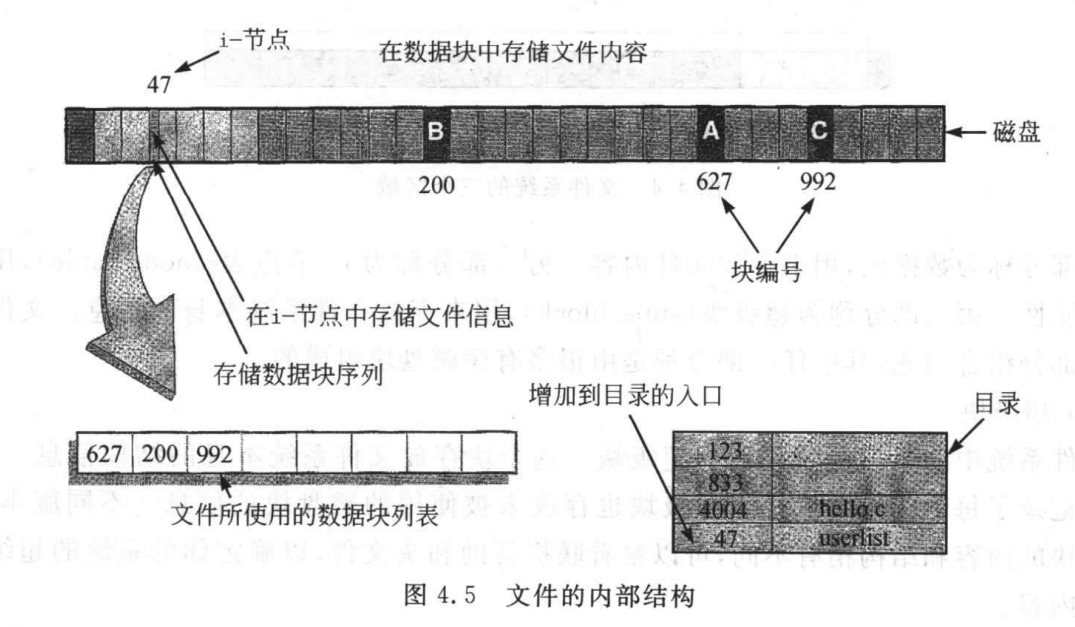 i-节点
在数据块中存储文件内容
47
B
A
C
磁盘
200
627
992
块编号
在i-节点中存储文件信息
存储数据块序列
增加到目录的入口
目录
627 200 992
123
833
4004 hello.c
47 userlist
文件所使用的数据块列表
图 4.5 文件的内部结构